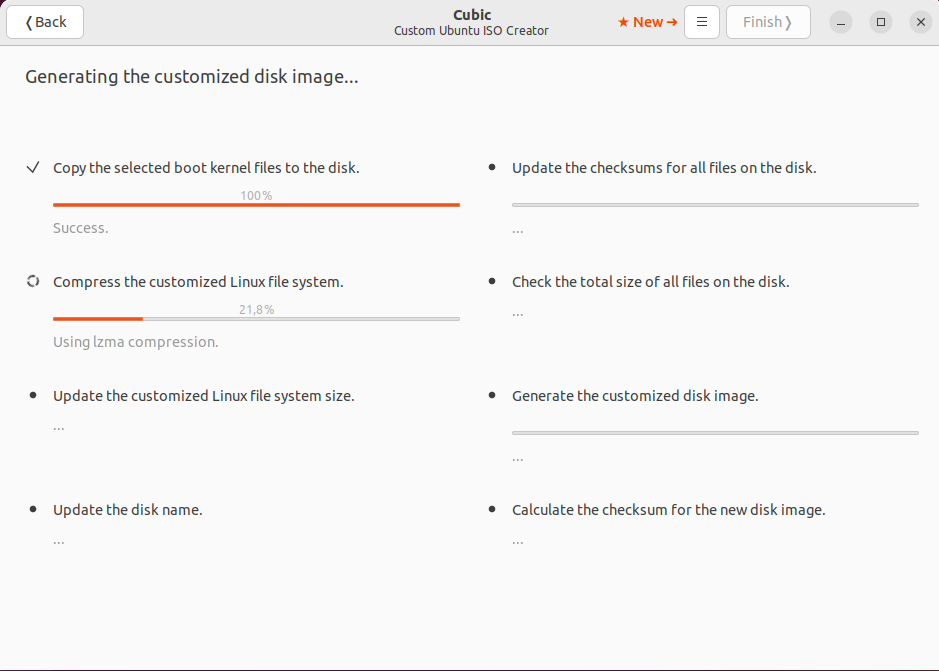 ❬Back
Cubic
Custom Ubuntu ISO Creator
★ New ➔
☰
Finish❭
Generating the customized disk image...
Copy the selected boot kernel files to the disk.
100%
Success.
Compress the customized Linux file system.
21,8%
Using lzma compression.
Update the customized Linux file system size.
...
Update the disk name.
...
Update the checksums for all files on the disk.
...
Check the total size of all files on the disk.
...
Generate the customized disk image.
...
Calculate the checksum for the new disk image.
...